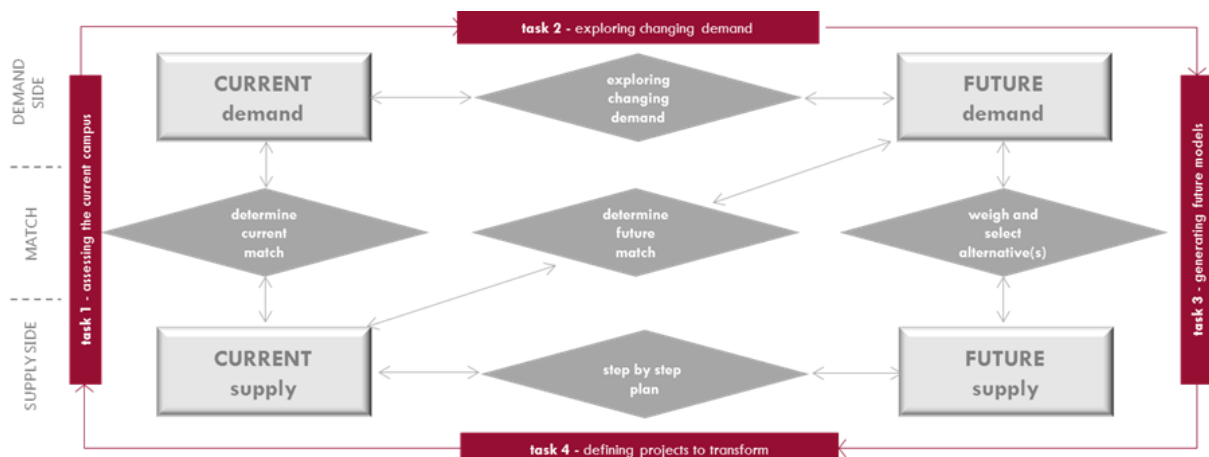 task 2 - exploring changing demand
DEMAND
SIDE
CURRENT
demand
exploring
changing
demand
FUTURE
demand
task 1 - assessing the current campus
MATCH
determine
current
match
determine
future
match
weigh and
select
alternative(s)
task 3 - generating future models
SUPPLY SIDE
CURRENT
supply
step by step
plan
FUTURE
supply
task 4 - defining projects to transform